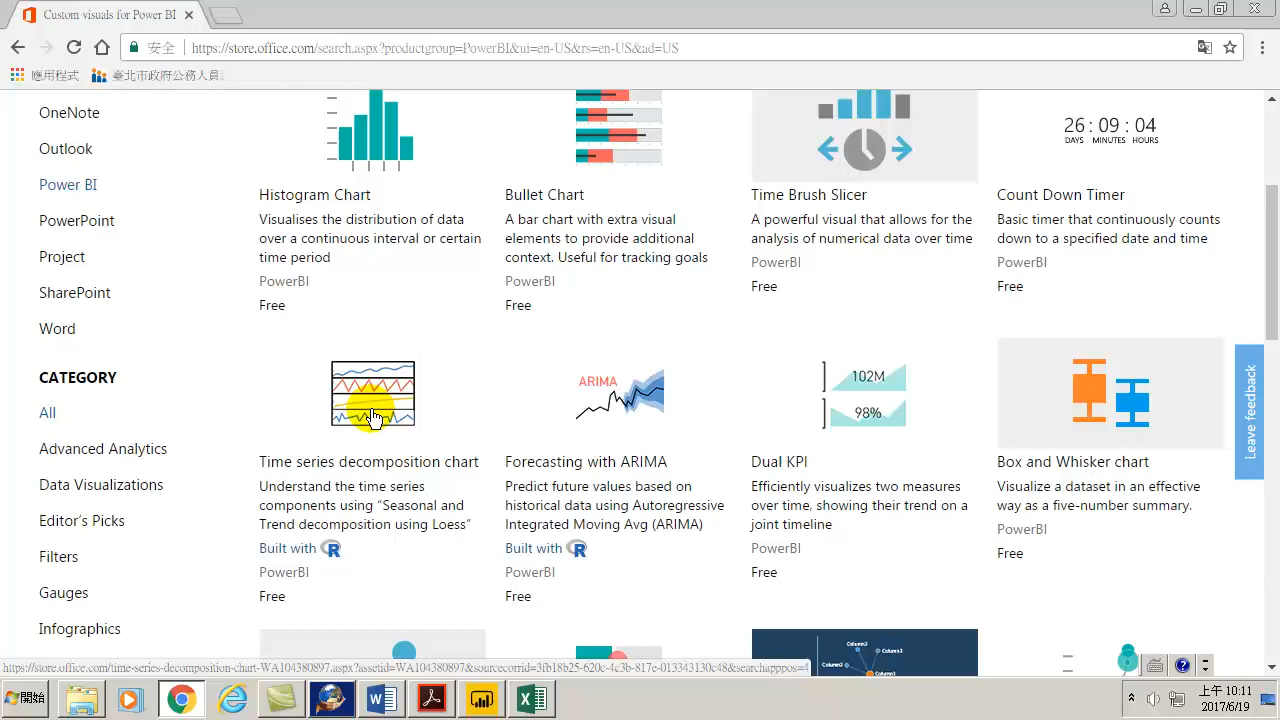 Custom visuals for Power BI
安全 https://store.office.com/search.aspx?productgroup=PowerBI&ui=en-US&rs=en-US&ad=US
應用程式 臺北市政府公務人員
OneNote
Outlook
Power BI
PowerPoint
Project
SharePoint
Word
CATEGORY
All
Advanced Analytics
Data Visualizations
Editor's Picks
Filters
Gauges
Infographics
Histogram Chart
Visualises the distribution of data
over a continuous interval or certain
time period
PowerBI
Free
Bullet Chart
A bar chart with extra visual
elements to provide additional
context. Useful for tracking goals
PowerBI
Free
Time Brush Slicer
A powerful visual that allows for the
analysis of numerical data over time
PowerBI
Free
26 : 09 : 04
DAYS MINUTES HOURS
Count Down Timer
Basic timer that continuously counts
down to a specified date and time
PowerBI
Free
Time series decomposition chart
Understand the time series
components using “Seasonal and
Trend decomposition using Loess”
Built with R
PowerBI
Free
ARIMA
Forecasting with ARIMA
Predict future values based on
historical data using Autoregressive
Integrated Moving Avg (ARIMA)
Built with R
PowerBI
Free
102M
98%
Dual KPI
Efficiently visualizes two measures
over time, showing their trend on a
joint timeline
PowerBI
Free
Box and Whisker chart
Visualize a dataset in an effective
way as a five-number summary.
PowerBI
Free
Leave feedback
Column2
Column3
Column3
https://store.office.com/time-series-decomposition-chart-WA104380897.aspx?assetid=WA104380897&sourcecorrid=3fb18b25-620c-4c3b-817e-013343130c48&searchapppos=4
開始
上午 10:11
2017/6/19